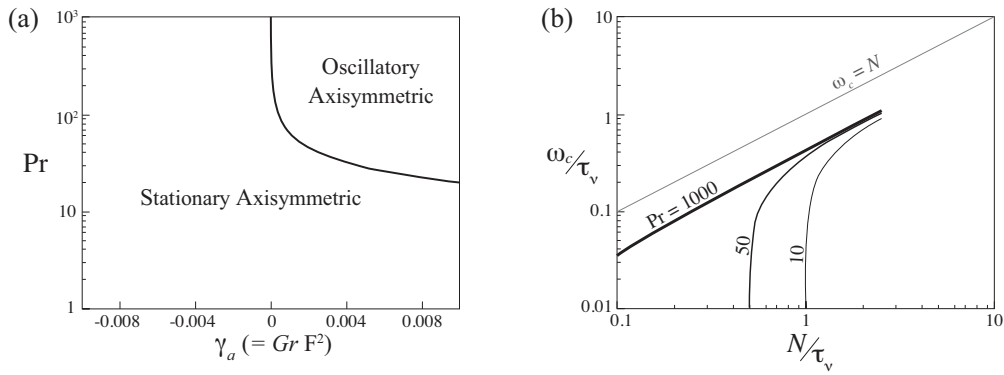 (a)
10³
10²
Pr
10
1
-0.008
-0.004
0
0.004
0.008
γₐ (= Gr F²)
Oscillatory
Axisymmetric
Stationary Axisymmetric
(b)
10
1
ω_c/τ_ν
0.1
0.01
0.1
1
10
N/τ_ν
ω_c = N
Pr = 1000
50
10